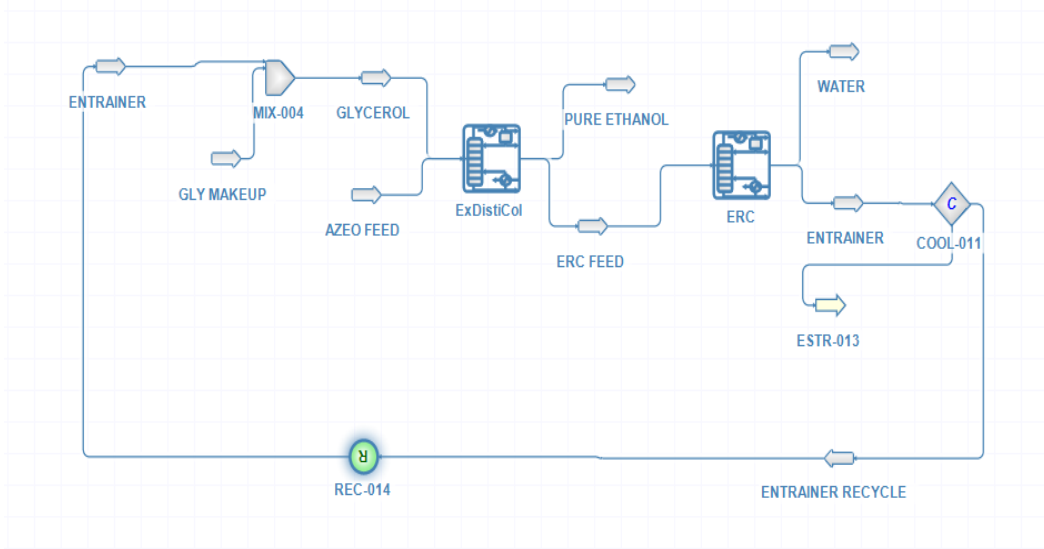 ENTRAINER
MIX-004
GLYCEROL
GLY MAKEUP
AZEO FEED
ExDistiCol
PURE ETHANOL
ERC FEED
ERC
WATER
ENTRAINER
C
COOL-011
ESTR-013
R
REC-014
ENTRAINER RECYCLE